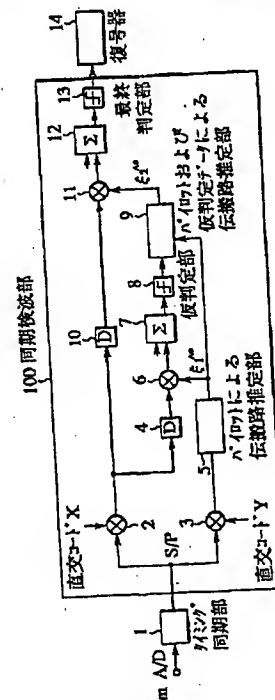 100 同期検波部
直交コード X
直交コード Y
m
A/D
1
タイミング
同期部
S/P
2
3
4
D
5
パイロットによる
伝搬路推定部
6
7
Σ
8
仮判定部
9
パイロットおよび
仮判定データによる
伝搬路推定部
10
D
11
12
Σ
13
最終
判定部
14
復号器